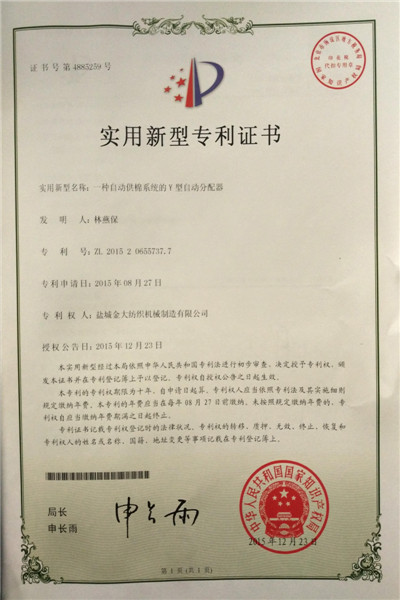 证书号第4885259号
实用新型专利证书
实用新型名称：一种自动供棉系统的Y型自动分配器
发明人：林燕保
专利号：ZL 2015 2 0655737.7
专利申请日：2015年08月27日
专利权人：盐城金大纺织机械制造有限公司
授权公告日：2015年12月23日
本实用新型经过本局依照中华人民共和国专利法进行初步审查，决定授予专利权，颁
发本证书并在专利登记簿上予以登记。专利权自授权公告之日起生效。
本专利的专利权期限为十年，自申请日起算。专利权人应当依照专利法及其实施细则
规定缴纳年费。本专利的年费应当在每年08月27日前缴纳。未按照规定缴纳年费的，专利
权自应当缴纳年费期满之日起终止。
专利证书记载专利权登记时的法律状况。专利权的转移、质押、无效、终止、恢复和
专利权人的姓名或名称、国籍、地址变更等事项记载在专利登记簿上。
局长
申长雨
申长雨
中华人民共和国国家知识产权局
2015年12月23日
第1页（共1页）